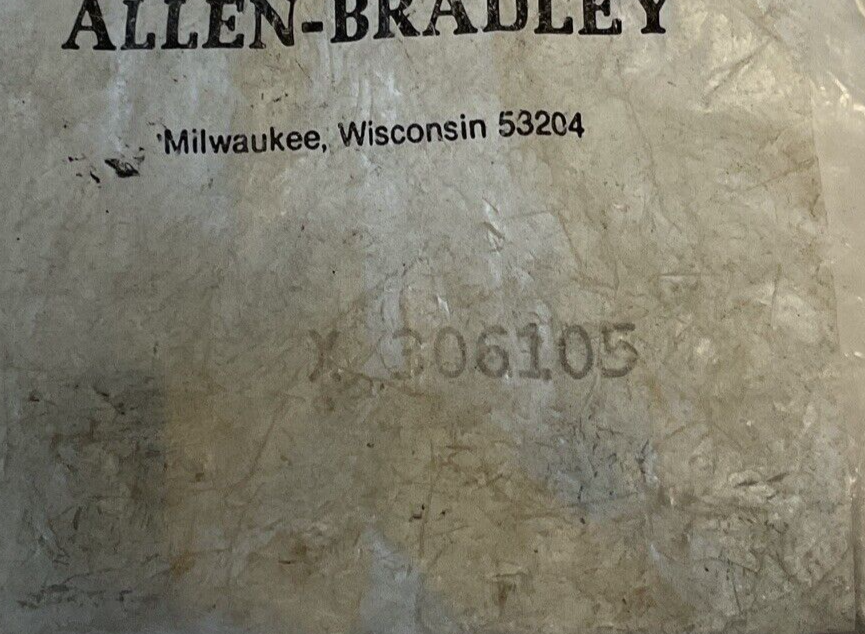 ALLEN-BRADLEY
Milwaukee, Wisconsin 53204
X 306105